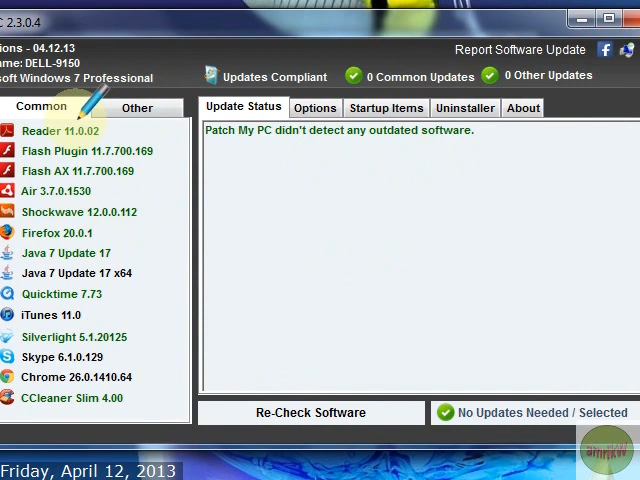 C 2.3.0.4
ions - 04.12.13
ame: DELL-9150
soft Windows 7 Professional
Report Software Update
Updates Compliant
0 Common Updates
0 Other Updates
Common
Other
Update Status
Options
Startup Items
Uninstaller
About
Reader 11.0.02
Flash Plugin 11.7.700.169
Flash AX 11.7.700.169
Air 3.7.0.1530
Shockwave 12.0.0.112
Firefox 20.0.1
Java 7 Update 17
Java 7 Update 17 x64
Quicktime 7.73
iTunes 11.0
Silverlight 5.1.20125
Skype 6.1.0.129
Chrome 26.0.1410.64
CCleaner Slim 4.00
Patch My PC didn't detect any outdated software.
Re-Check Software
No Updates Needed / Selected
Friday, April 12, 2013
amrikW